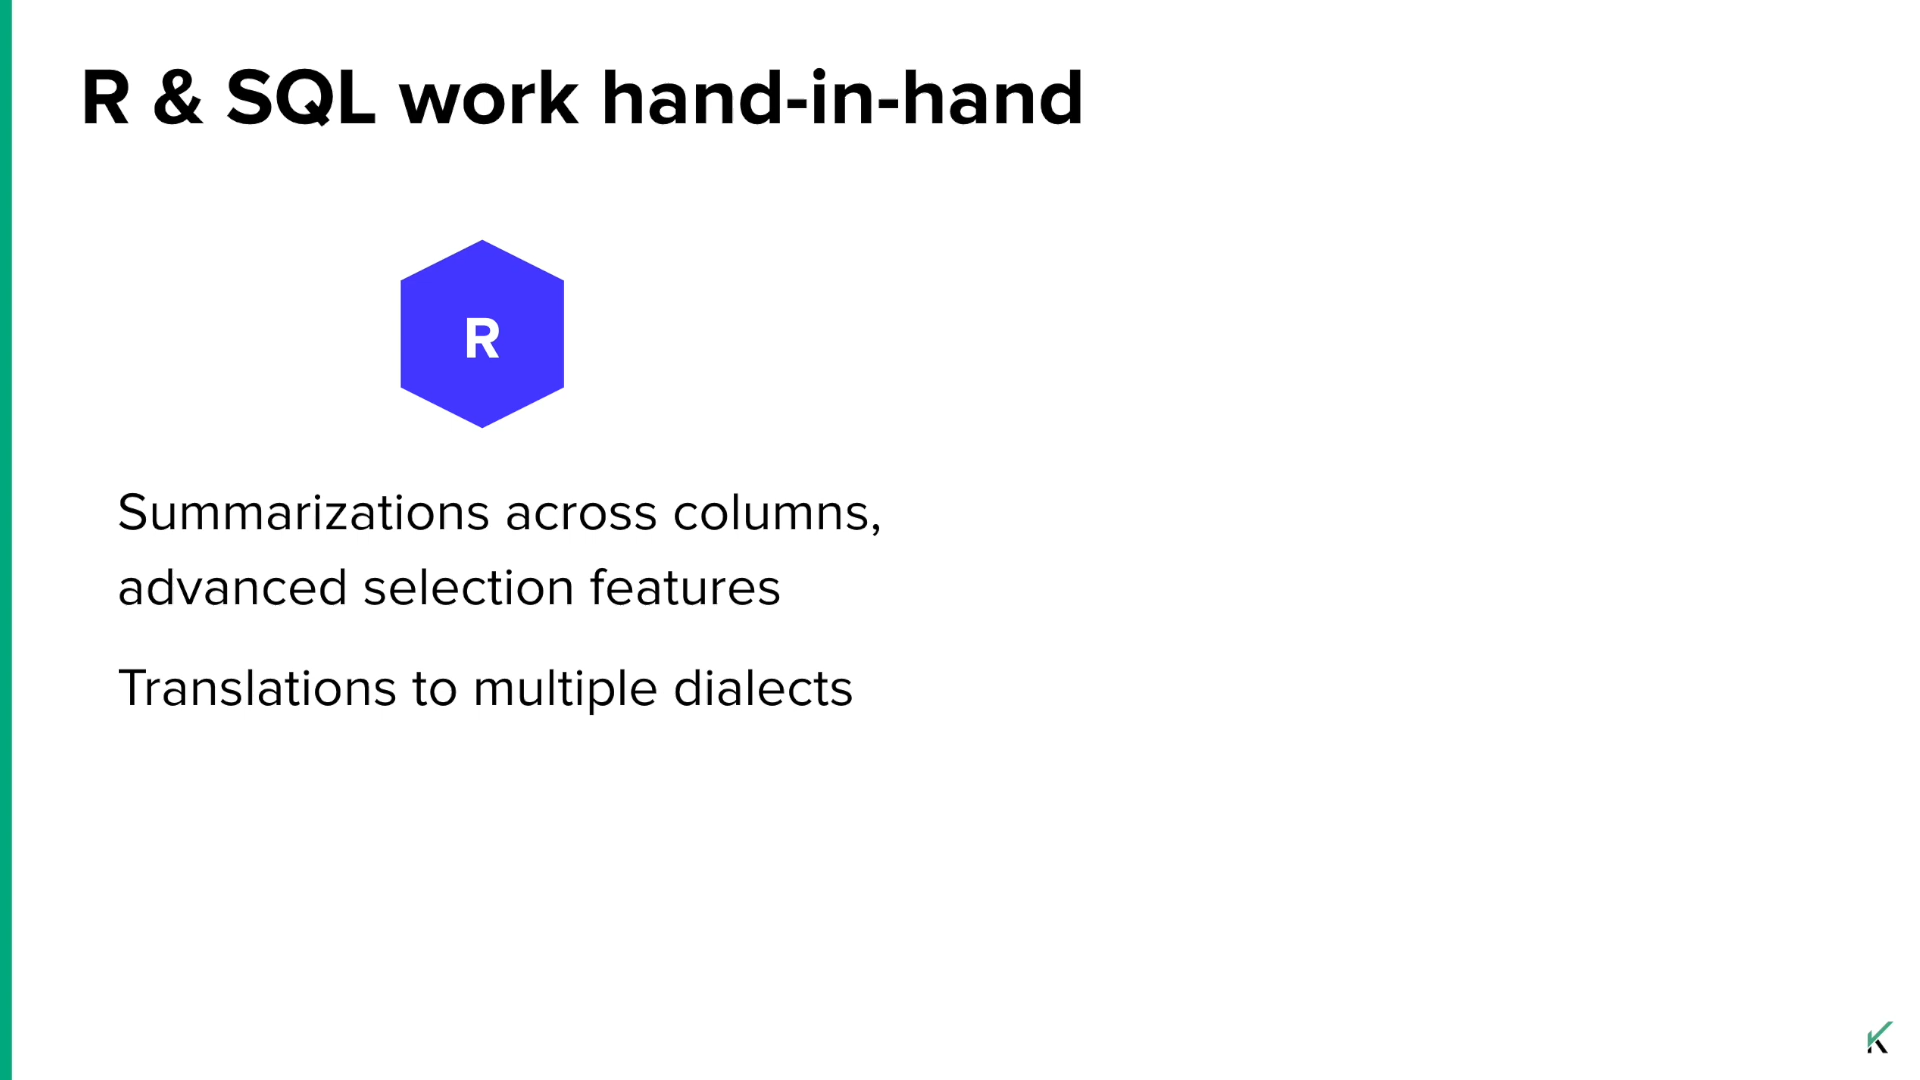 R & SQL work hand-in-hand
R
Summarizations across columns,
advanced selection features
Translations to multiple dialects
K